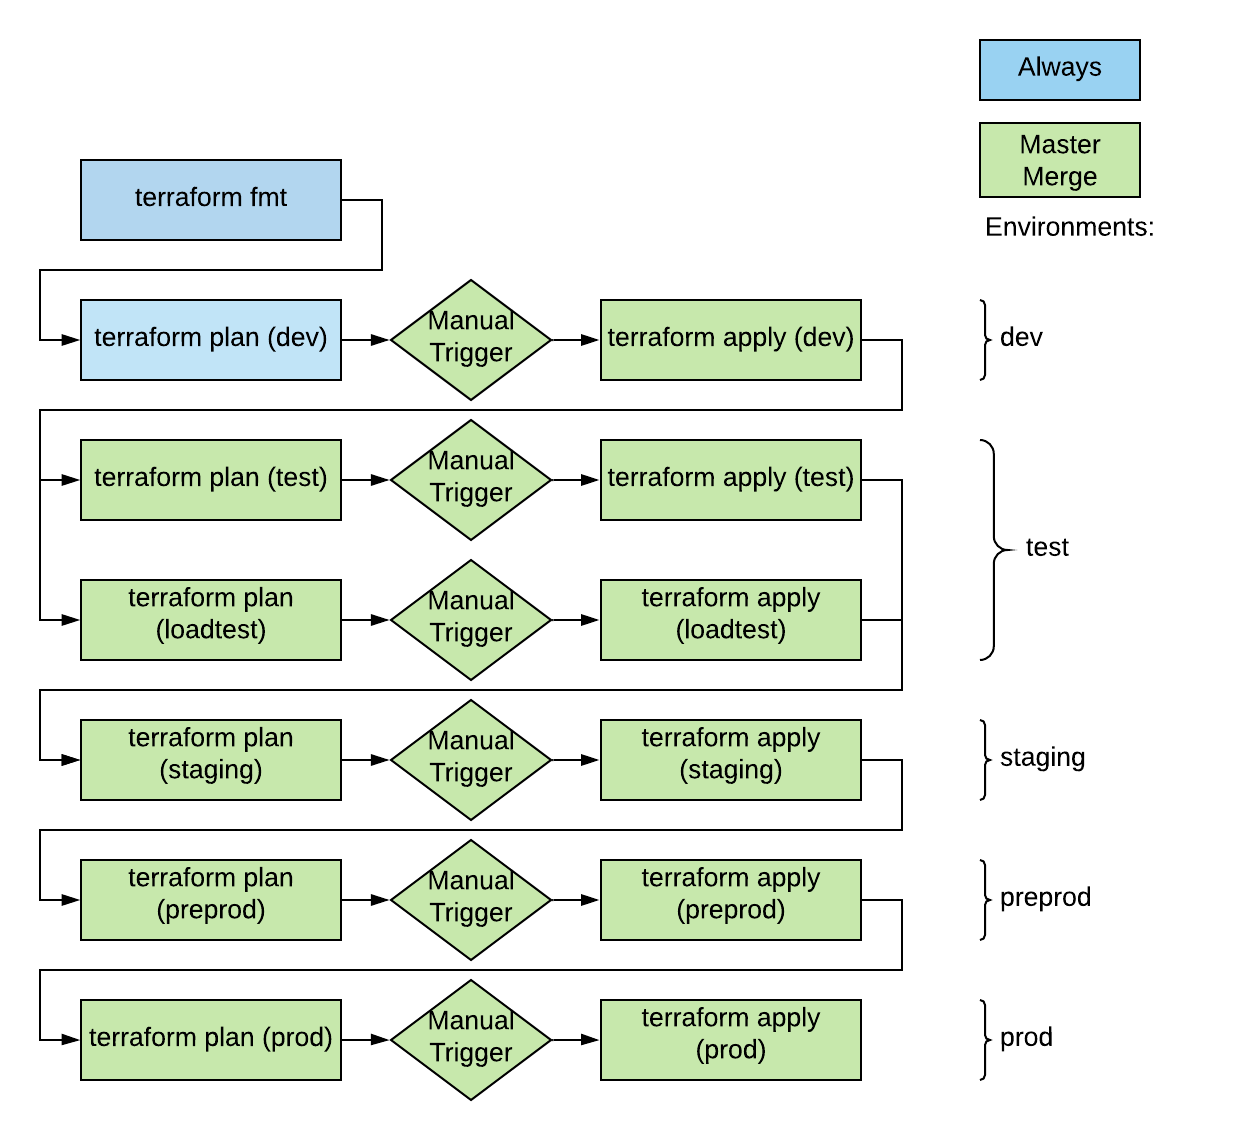 Always
Master
Merge
Environments:
terraform fmt
terraform plan (dev)
Manual
Trigger
terraform apply (dev)
dev
terraform plan (test)
Manual
Trigger
terraform apply (test)
test
terraform plan
(loadtest)
Manual
Trigger
terraform apply
(loadtest)
terraform plan
(staging)
Manual
Trigger
terraform apply
(staging)
staging
terraform plan
(preprod)
Manual
Trigger
terraform apply
(preprod)
preprod
terraform plan (prod)
Manual
Trigger
terraform apply
(prod)
prod